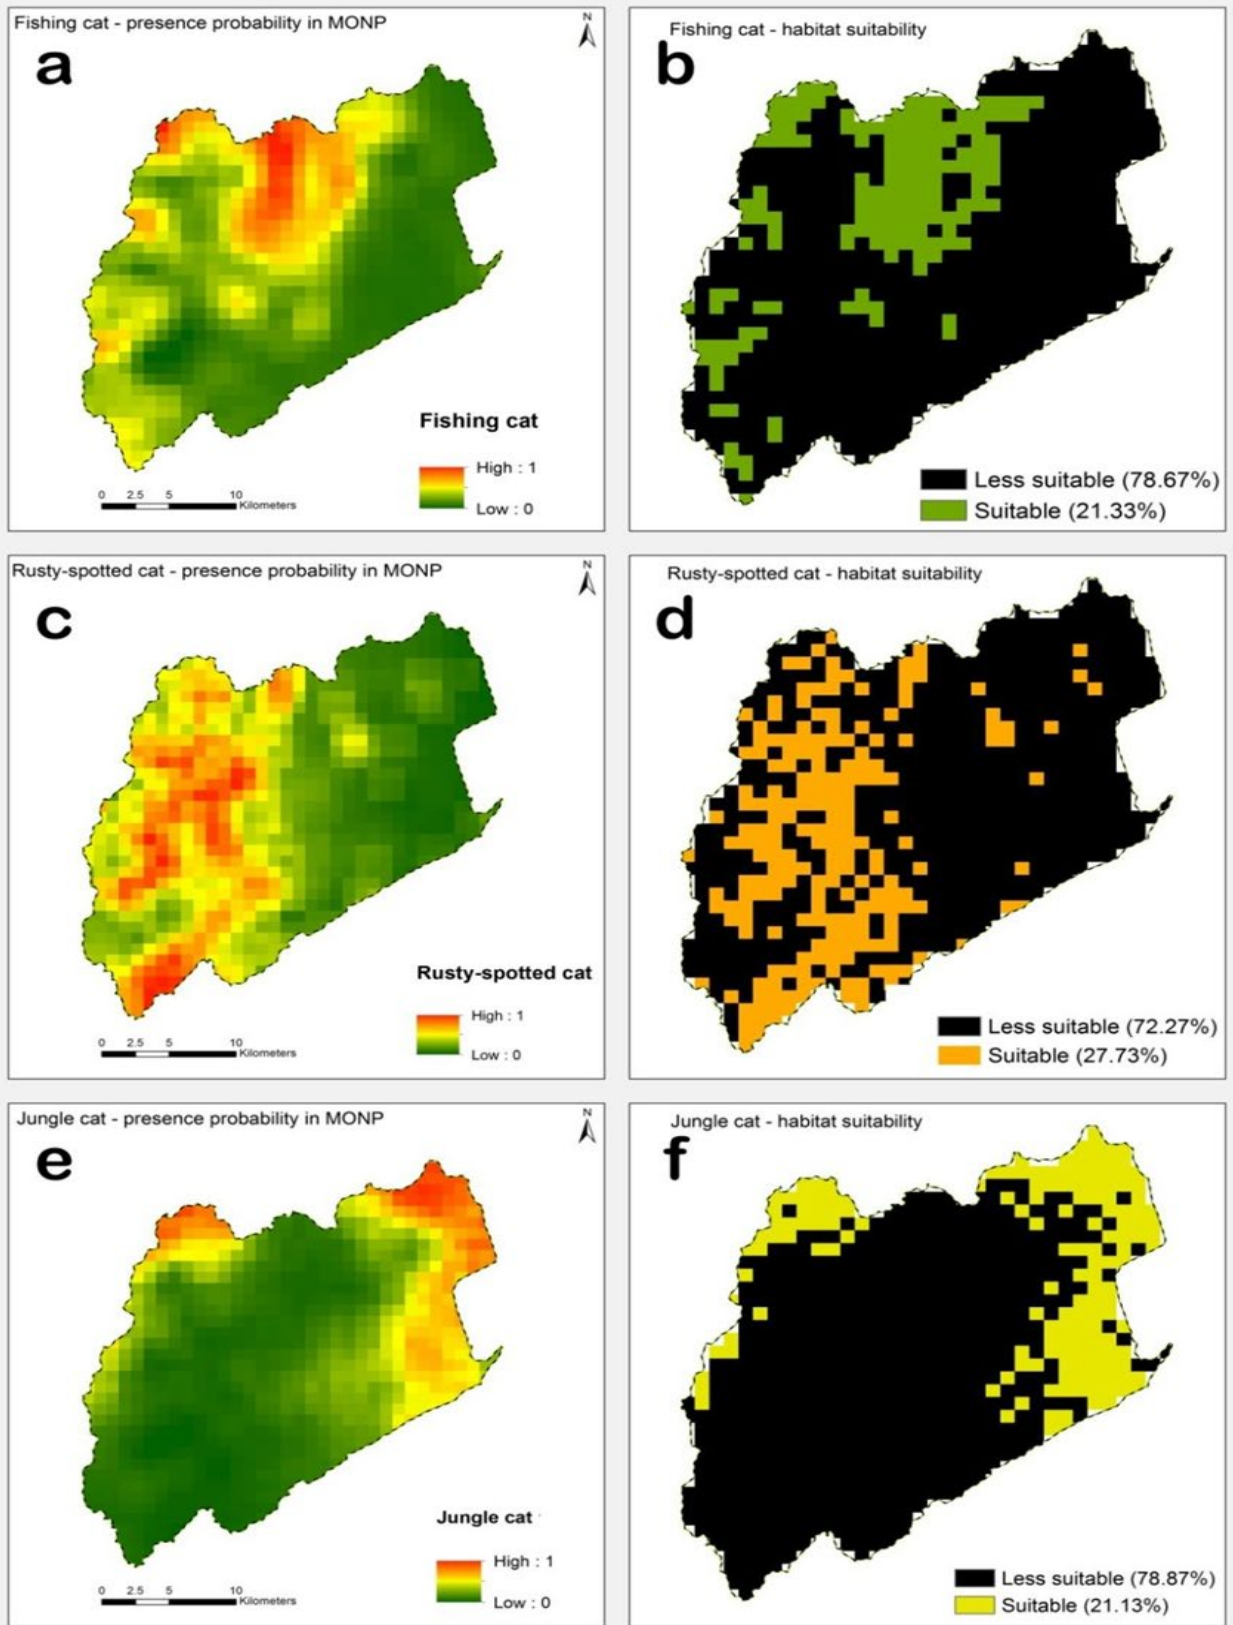 Fishing cat - presence probability in MONP
N
a
Fishing cat
High : 1
Low : 0
0 2.5 5 10
Kilometers
Fishing cat - habitat suitability
b
Less suitable (78.67%)
Suitable (21.33%)
Rusty-spotted cat - presence probability in MONP
N
c
Rusty-spotted cat
High : 1
Low : 0
0 2.5 5 10
Kilometers
Rusty-spotted cat - habitat suitability
d
Less suitable (72.27%)
Suitable (27.73%)
Jungle cat - presence probability in MONP
N
e
Jungle cat
High : 1
Low : 0
0 2.5 5 10
Kilometers
Jungle cat - habitat suitability
f
Less suitable (78.87%)
Suitable (21.13%)